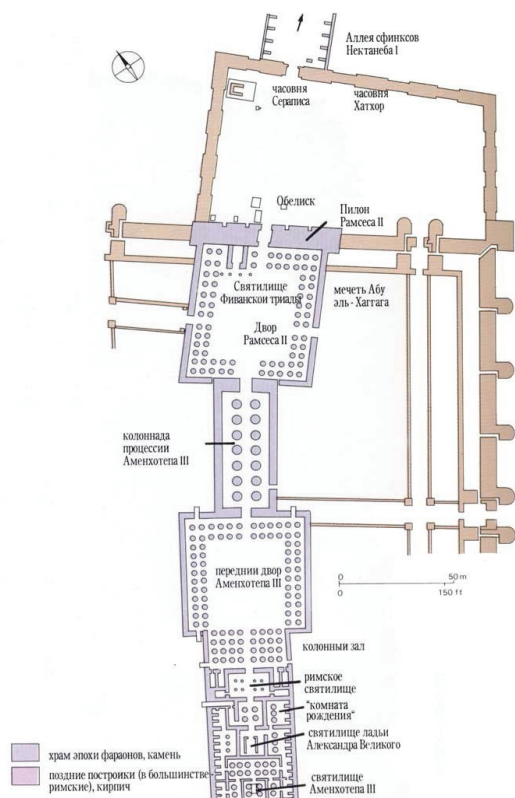 Аллея сфинксов
Нектанеба I
часовня
Сераписа
часовня
Хатхор
Обелиск
Пилон
Рамсеса II
Святилище
Фиванской триады
мечеть Абу
эль - Хаггага
Двор
Рамсеса II
колоннада
процессии
Аменхотепа III
передний двор
Аменхотепа III
0 50 m
0 150 ft
колонный зал
римское
святилище
"комната
рождения"
святилище ладьи
Александра Великого
храм эпохи фараонов, камень
поздние постройки (в большинстве-
римские), кирпич
святилище
Аменхотепа III